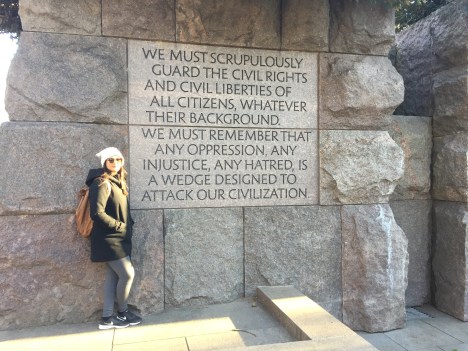 WE MUST SCRUPULOUSLY
GUARD THE CIVIL RIGHTS
AND CIVIL LIBERTIES OF
ALL CITIZENS, WHATEVER
THEIR BACKGROUND.
WE MUST REMEMBER THAT
ANY OPPRESSION, ANY
INJUSTICE, ANY HATRED, IS
A WEDGE DESIGNED TO
ATTACK OUR CIVILIZATION